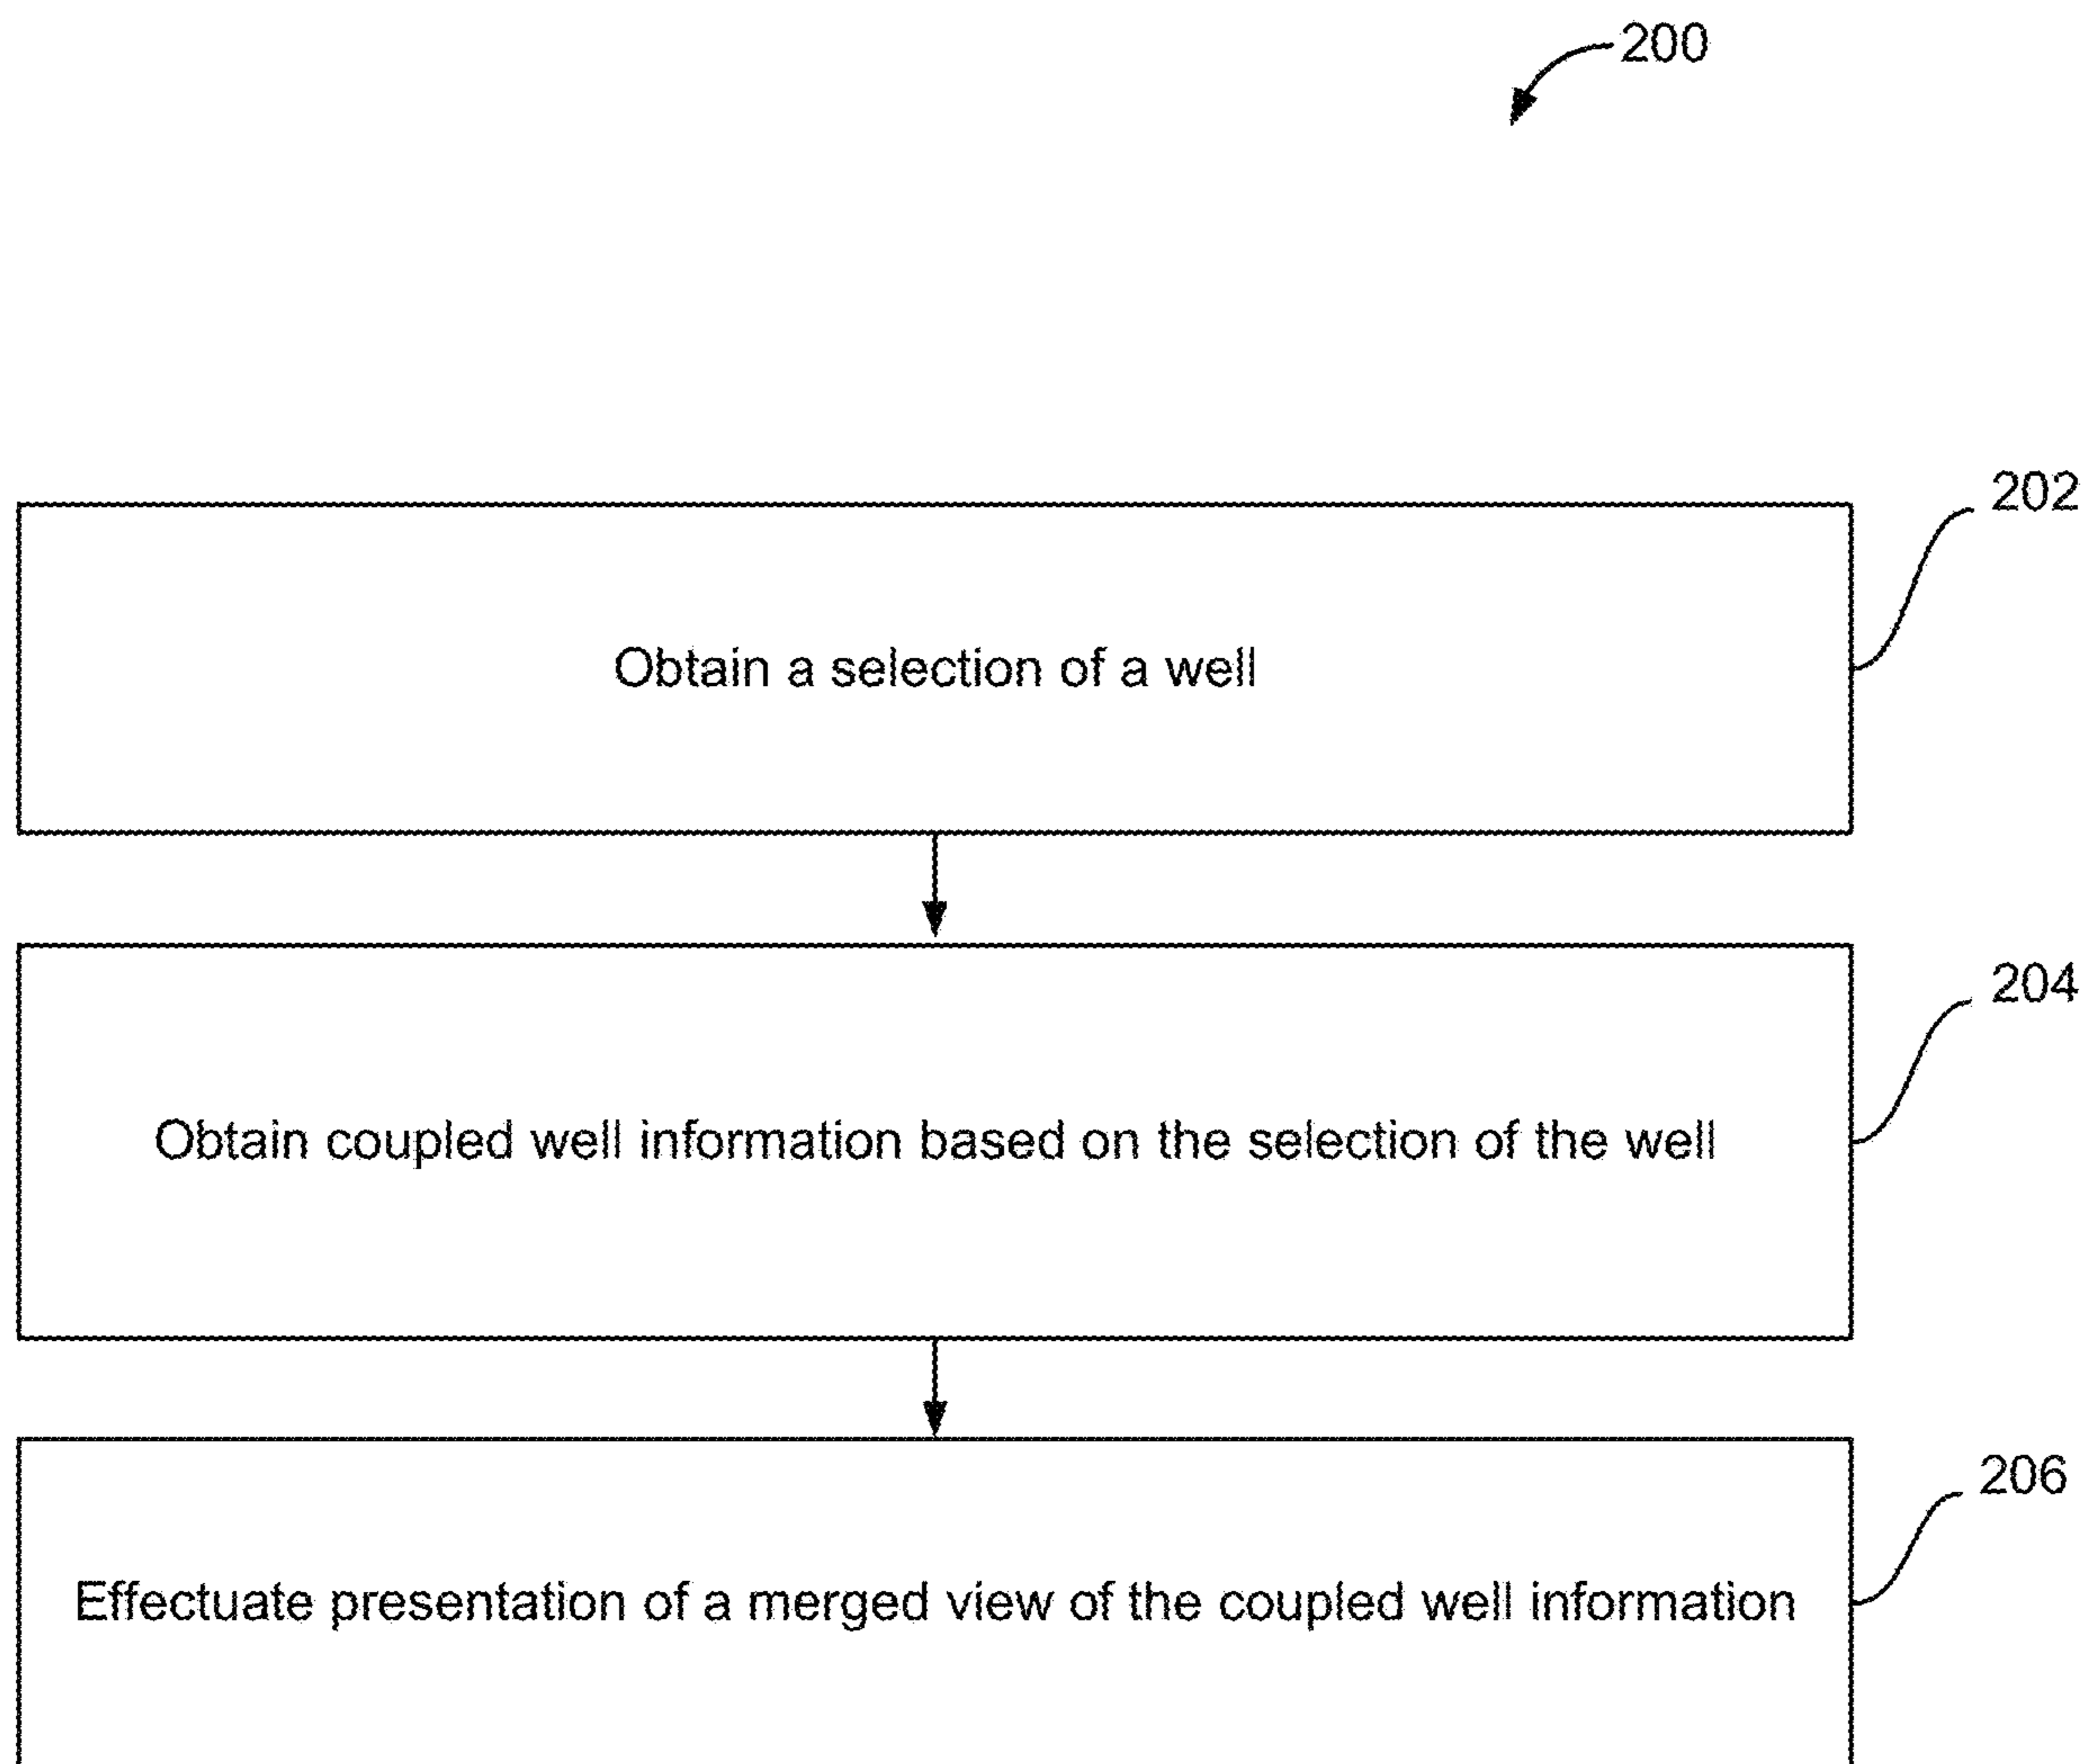 200
202
Obtain a selection of a well
204
Obtain coupled well information based on the selection of the well
206
Effectuate presentation of a merged view of the coupled well information